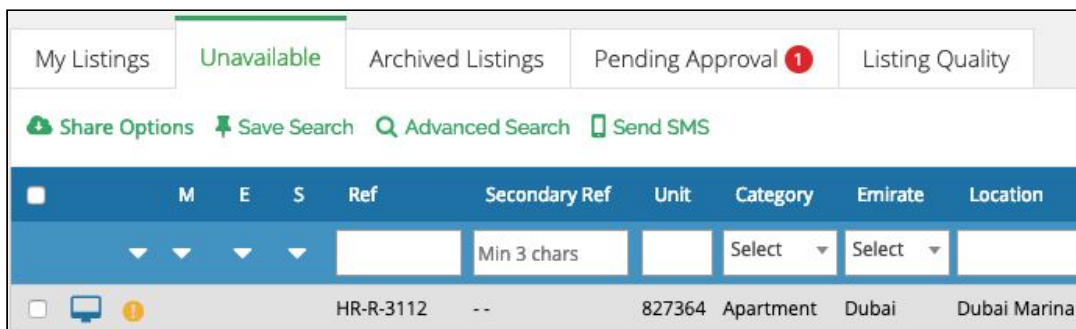 My Listings Unavailable Archived Listings Pending Approval 1 Listing Quality
Share Options Save Search Advanced Search Send SMS
M E S Ref Secondary Ref Unit Category Emirate Location
Min 3 chars Select Select
HR-R-3112 - - 827364 Apartment Dubai Dubai Marina